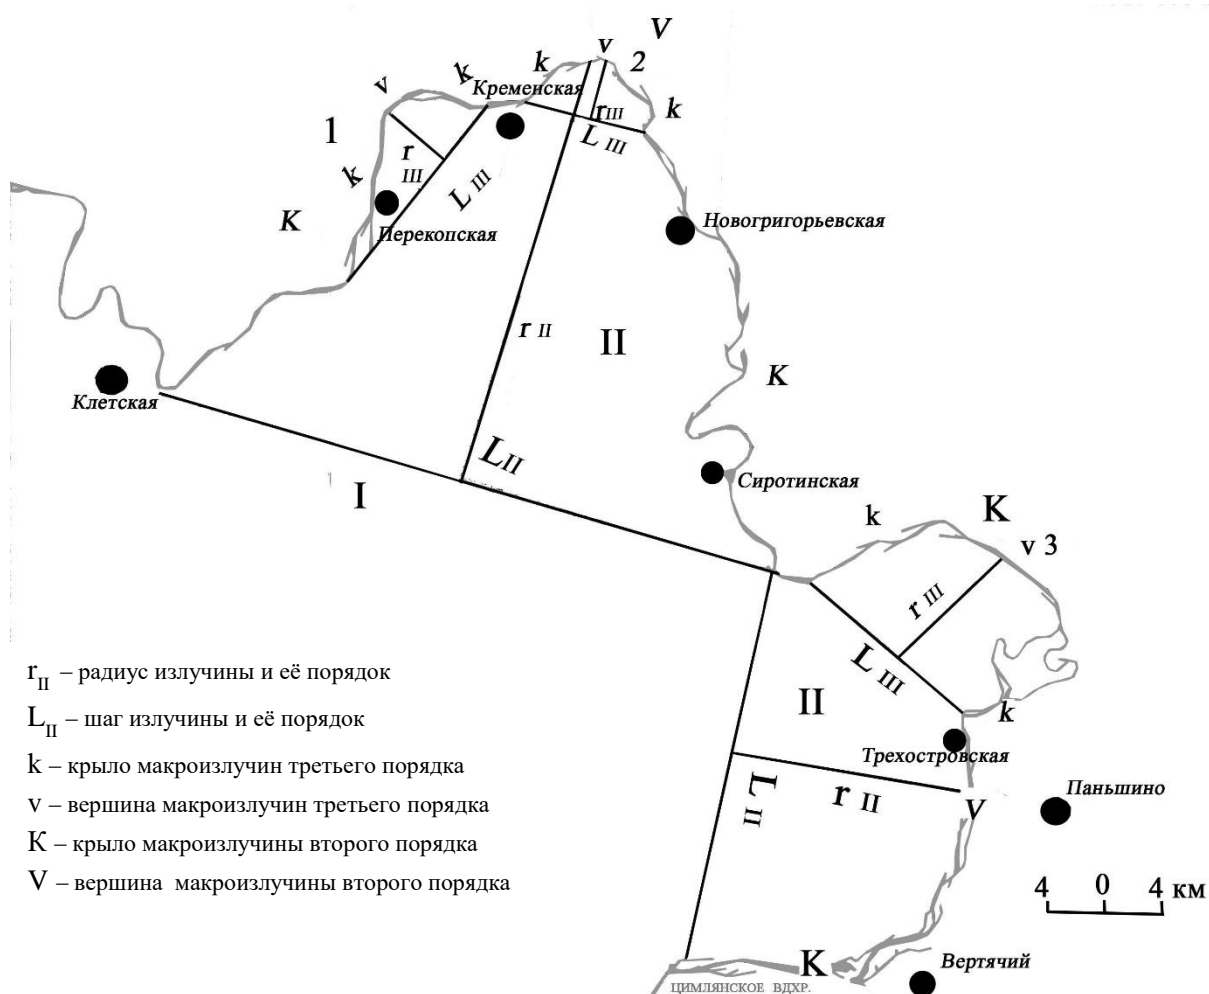 V
v
2
k
k
Кременская
v
r III
k
1
L III
r III
k
L III
K
Перекопская
Новогригорьевская
r II
II
K
Клетская
L II
Сиротинская
I
k
K
v 3
r III
L III
r II – радиус излучины и её порядок
II
L II – шаг излучины и её порядок
k
Трехостровская
k – крыло макроизлучин третьего порядка
L II
r II
Паньшино
v – вершина макроизлучин третьего порядка
V
К – крыло макроизлучины второго порядка
V – вершина макроизлучины второго порядка
4 0 4 км
K
Вертячий
ЦИМЛЯНСКОЕ ВДХР.